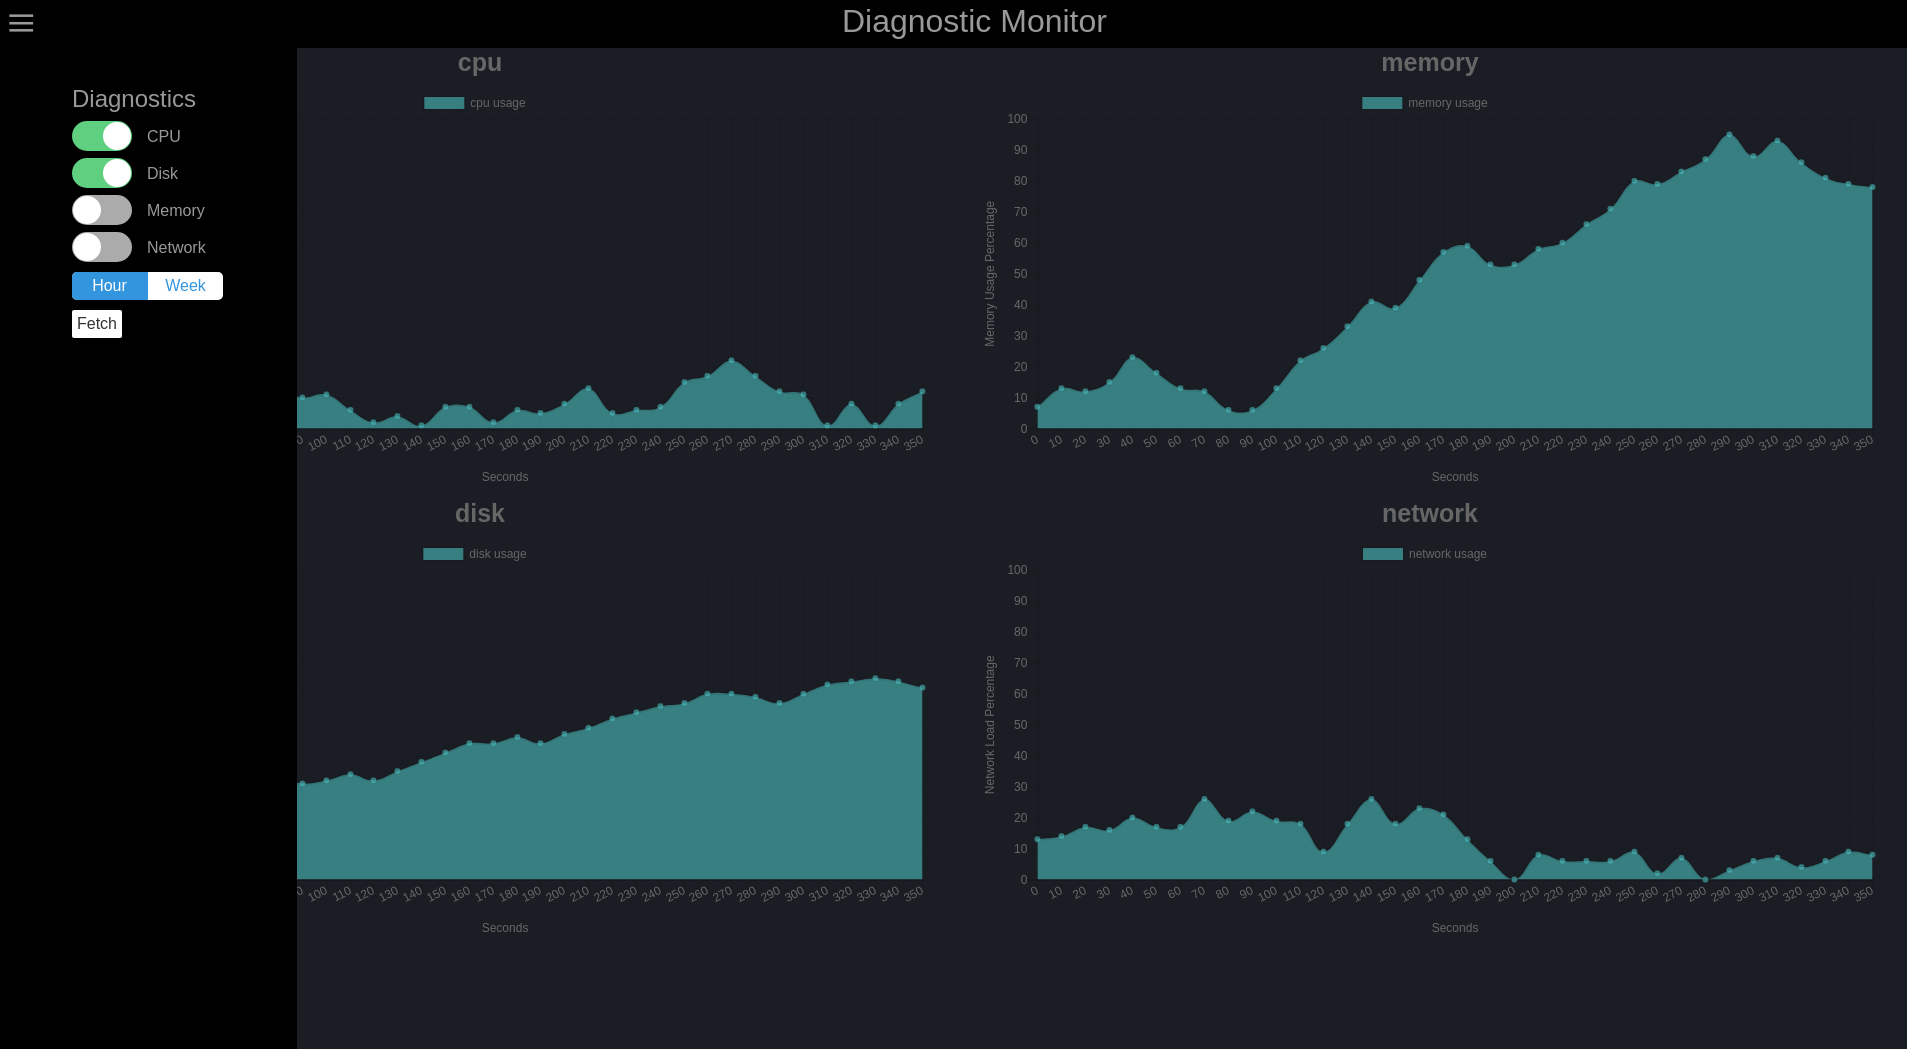 Diagnostic Monitor
Diagnostics
CPU
Disk
Memory
Network
Hour Week
Fetch
cpu
cpu usage
0 100 110 120 130 140 150 160 170 180 190 200 210 220 230 240 250 260 270 280 290 300 310 320 330 340 350
Seconds
memory
memory usage
Memory Usage Percentage
100
90
80
70
60
50
40
30
20
10
0
0 10 20 30 40 50 60 70 80 90 100 110 120 130 140 150 160 170 180 190 200 210 220 230 240 250 260 270 280 290 300 310 320 330 340 350
Seconds
disk
disk usage
0 100 110 120 130 140 150 160 170 180 190 200 210 220 230 240 250 260 270 280 290 300 310 320 330 340 350
Seconds
network
network usage
Network Load Percentage
100
90
80
70
60
50
40
30
20
10
0
0 10 20 30 40 50 60 70 80 90 100 110 120 130 140 150 160 170 180 190 200 210 220 230 240 250 260 270 280 290 300 310 320 330 340 350
Seconds